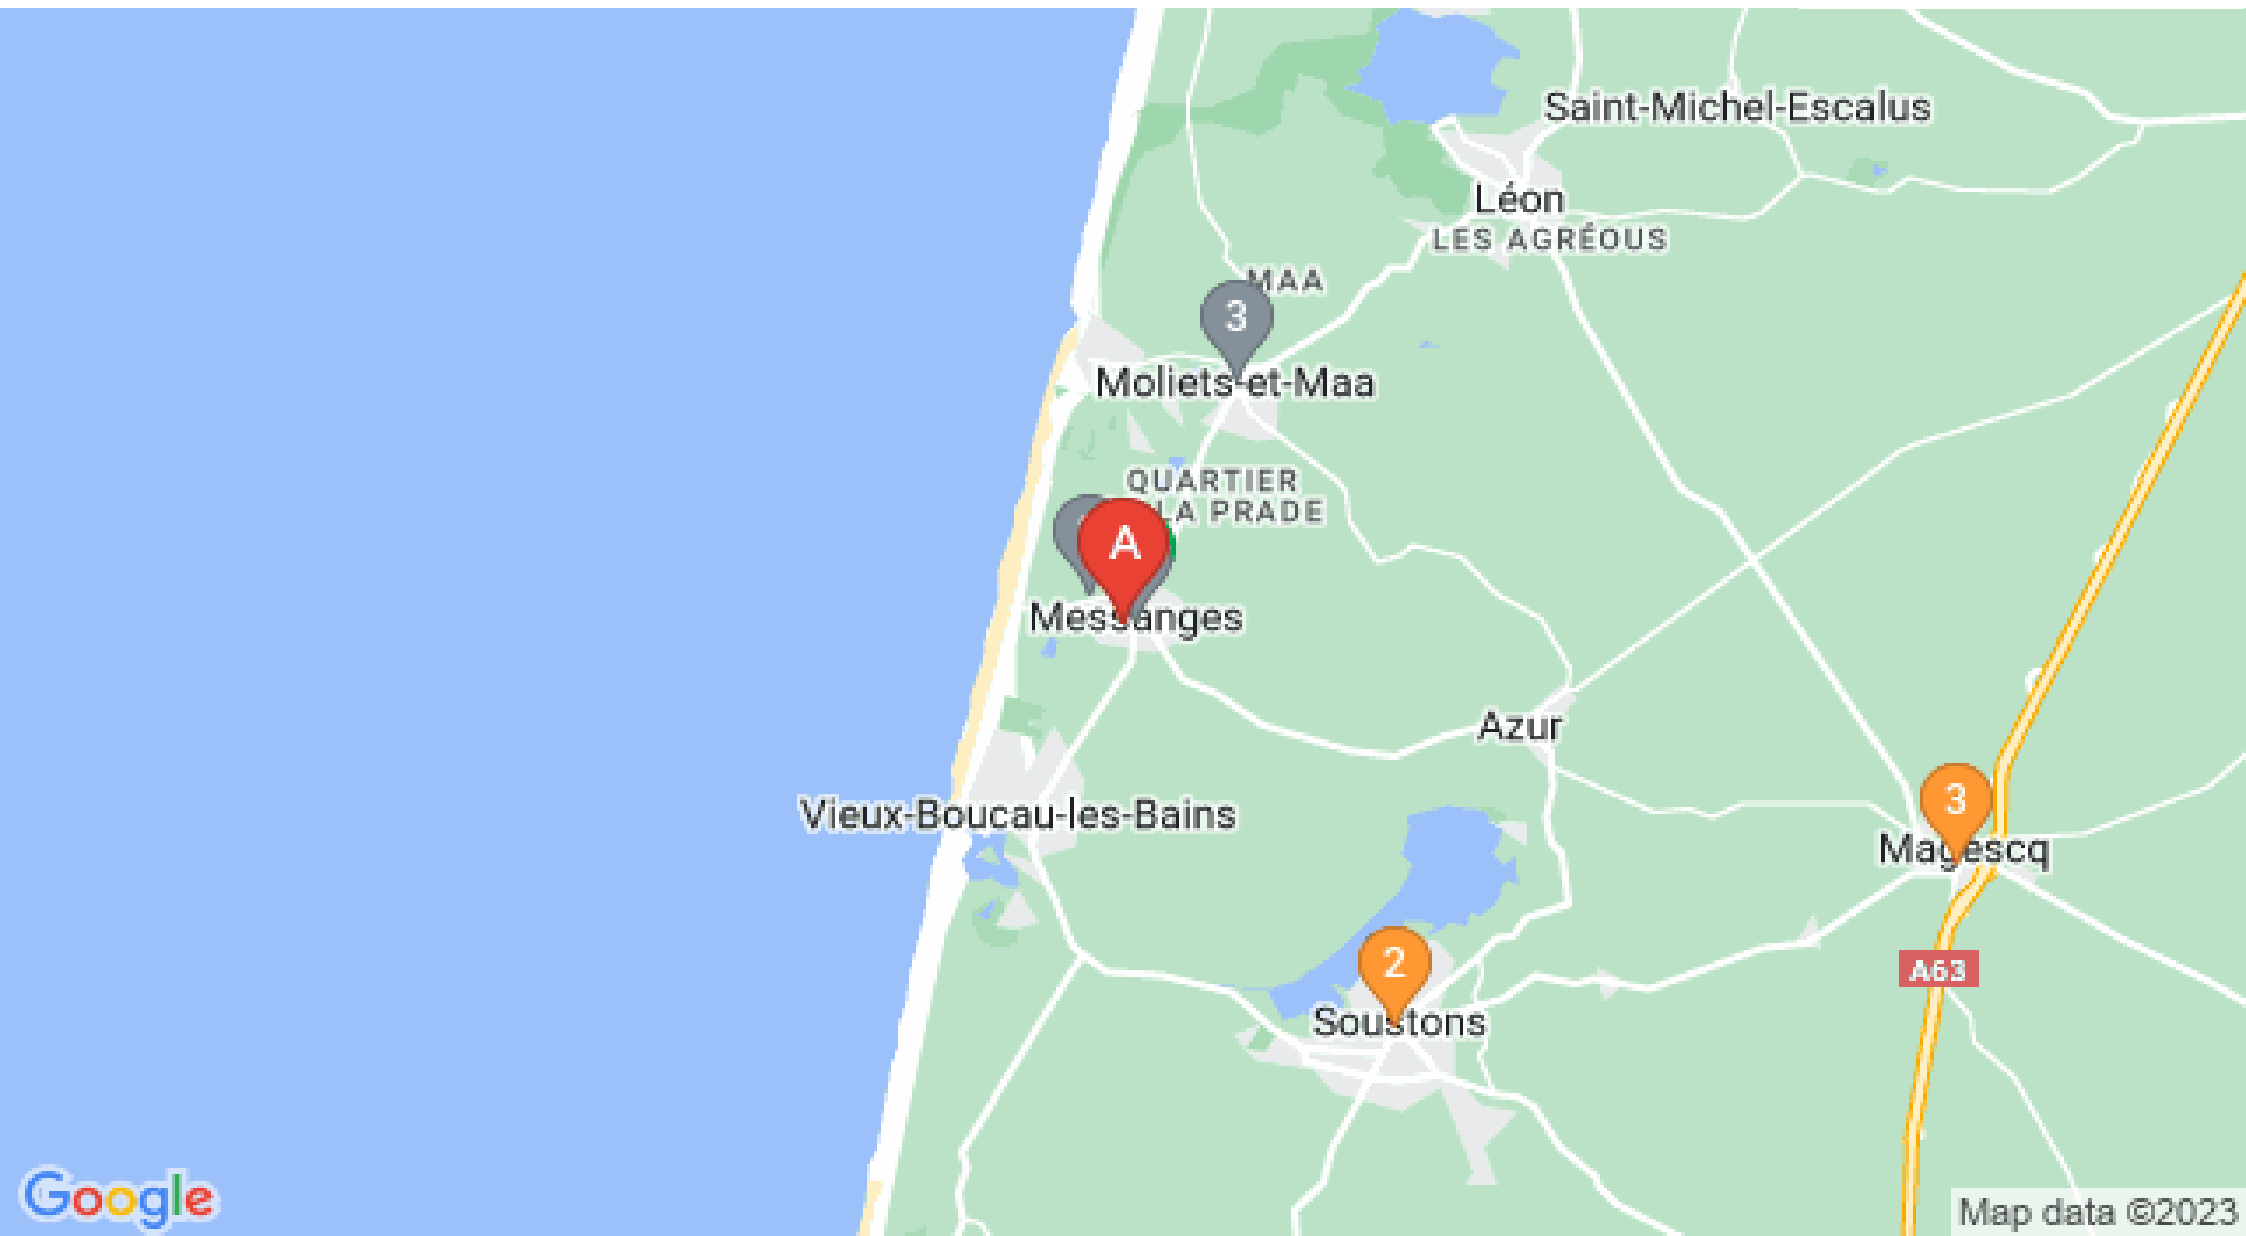 Saint-Michel-Escalus
Léon
LES AGRÉOUS
MAA
3
Moliets-et-Maa
QUARTIER
LA PRADE
A
Messanges
Azur
3
Vieux-Boucau-les-Bains
Magescq
2
A63
Soustons
Google
Map data ©2023